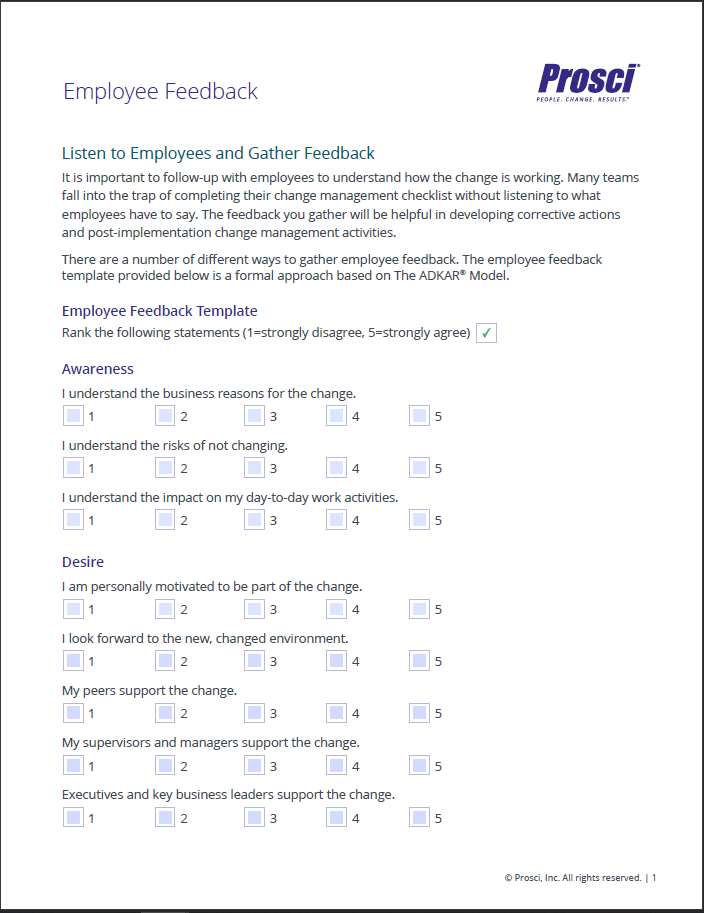 Employee Feedback
Prosci®
PEOPLE. CHANGE. RESULTS.™
Listen to Employees and Gather Feedback
It is important to follow-up with employees to understand how the change is working. Many teams
fall into the trap of completing their change management checklist without listening to what
employees have to say. The feedback you gather will be helpful in developing corrective actions
and post-implementation change management activities.
There are a number of different ways to gather employee feedback. The employee feedback
template provided below is a formal approach based on The ADKAR® Model.
Employee Feedback Template
Rank the following statements (1=strongly disagree, 5=strongly agree) ✓
Awareness
I understand the business reasons for the change.
1 2 3 4 5
I understand the risks of not changing.
1 2 3 4 5
I understand the impact on my day-to-day work activities.
1 2 3 4 5
Desire
I am personally motivated to be part of the change.
1 2 3 4 5
I look forward to the new, changed environment.
1 2 3 4 5
My peers support the change.
1 2 3 4 5
My supervisors and managers support the change.
1 2 3 4 5
Executives and key business leaders support the change.
1 2 3 4 5
© Prosci, Inc. All rights reserved. | 1